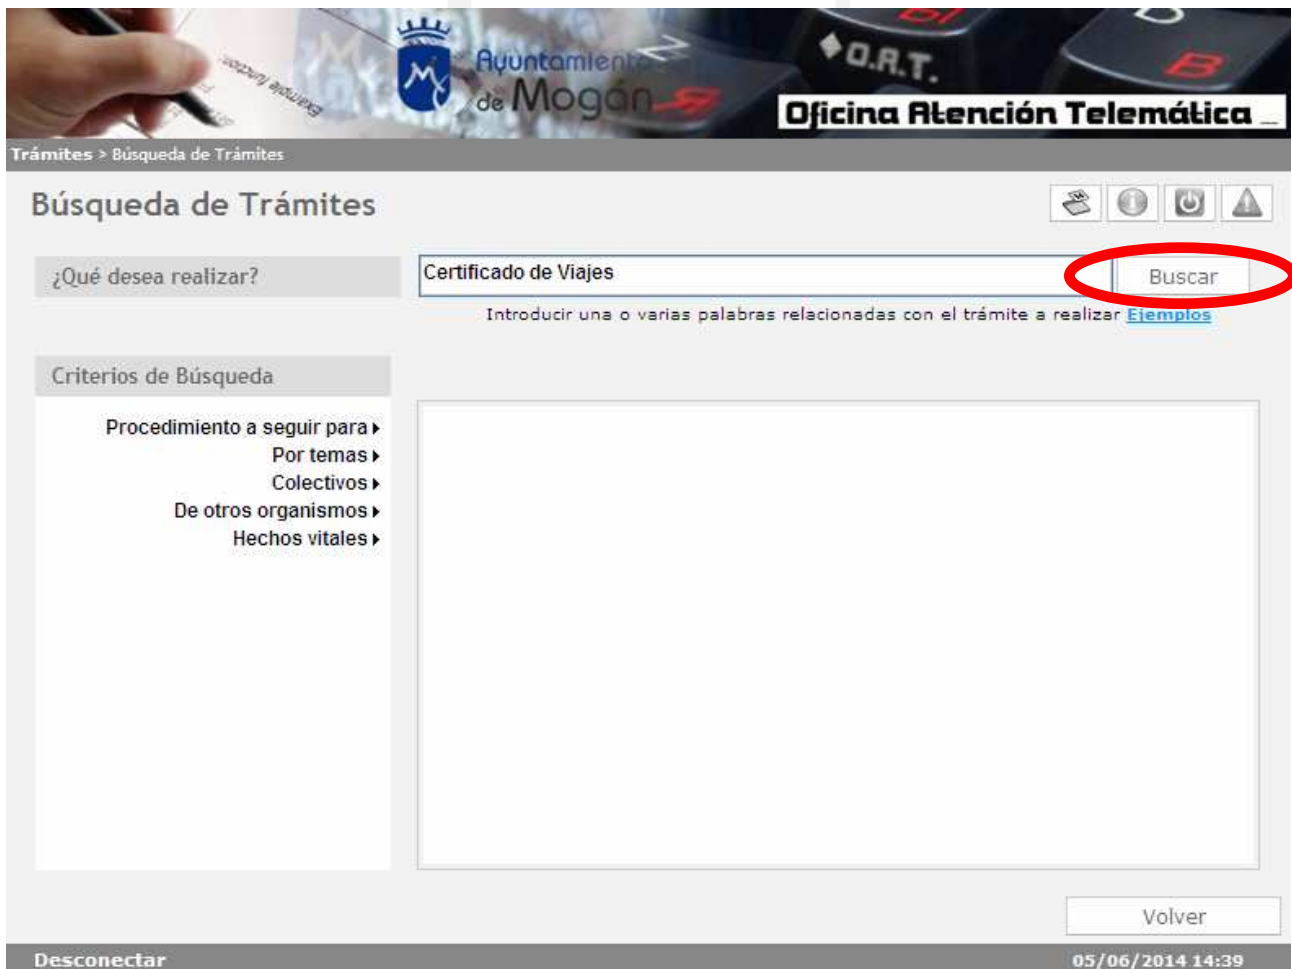 Example function:
Ayuntamiento
de Mogán
O.A.T.
Oficina Atención Telemática _
Trámites > Búsqueda de Trámites
Búsqueda de Trámites
¿Qué desea realizar?
Certificado de Viajes
Buscar
Introducir una o varias palabras relacionadas con el trámite a realizar Ejemplos
Criterios de Búsqueda
Procedimiento a seguir para
Por temas
Colectivos
De otros organismos
Hechos vitales
Volver
Desconectar
05/06/2014 14:39